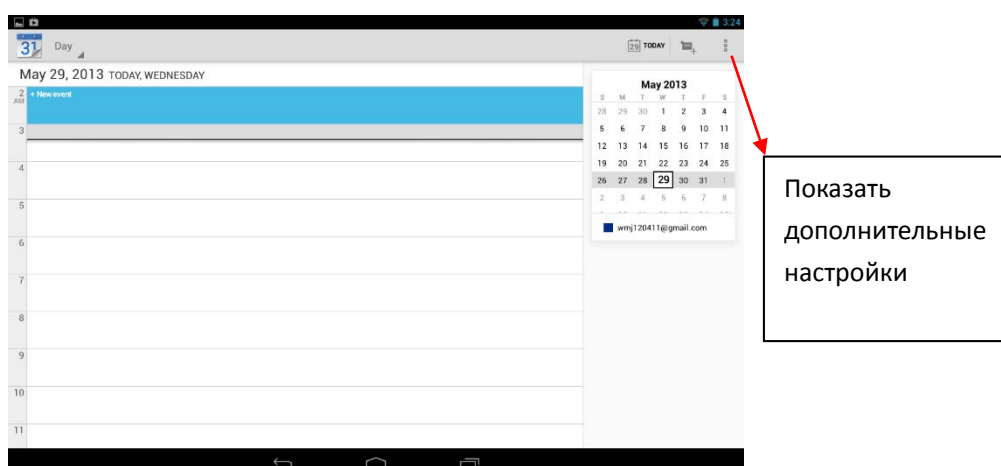 3:24
31 Day 29 TODAY
May 29, 2013 TODAY, WEDNESDAY
2 AM + New event
3
4
5
6
7
8
9
10
11
May 2013
S M T W T F S
28 29 30 1 2 3 4
5 6 7 8 9 10 11
12 13 14 15 16 17 18
19 20 21 22 23 24 25
26 27 28 29 30 31 1
2 3 4 5 6 7 8
wmj120411@gmail.com
Показать
дополнительные
настройки